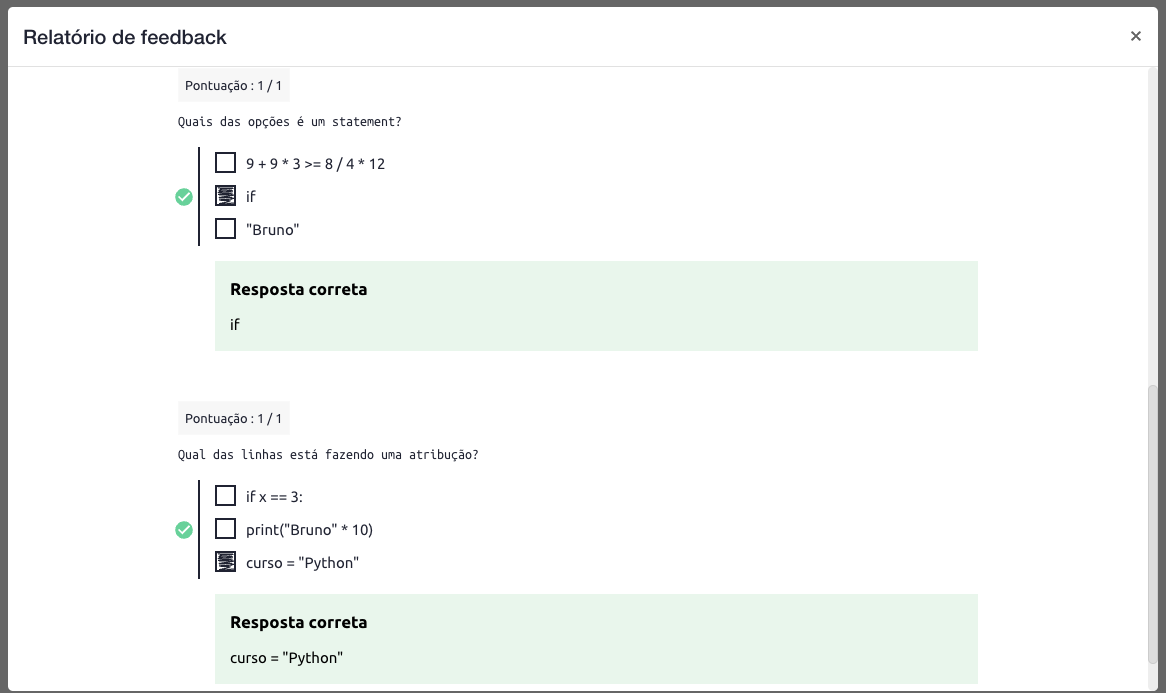 Relatório de feedback
×
Pontuação : 1 / 1
Quais das opções é um statement?
9 + 9 * 3 >= 8 / 4 * 12
if
"Bruno"
Resposta correta
if
Pontuação : 1 / 1
Qual das linhas está fazendo uma atribução?
if x == 3:
print("Bruno" * 10)
curso = "Python"
Resposta correta
curso = "Python"